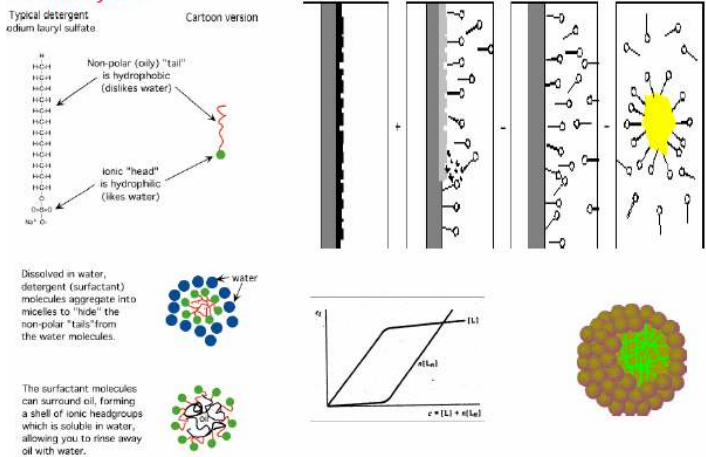 Typical detergent
odium lauryl sulfate
Cartoon version
H
H-C-H
H-C-H
H-C-H
H-C-H
H-C-H
H-C-H
H-C-H
H-C-H
H-C-H
H-C-H
H-C-H
H-C-H
O
O=S=O
Na+ O-
Non-polar (oily) "tail"
is hydrophobic
(dislikes water)
ionic "head"
is hydrophilic
(likes water)
+
Dissolved in water,
detergent (surfactant)
molecules aggregate into
micelles to "hide" the
non-polar "tails"from
the water molecules.
water
The surfactant molecules
can surround oil, forming
a shell of ionic headgroups
which is soluble in water,
allowing you to rinse away
oil with water.
oil
[L]
n[Ln]
c = [L] + n[Ln]